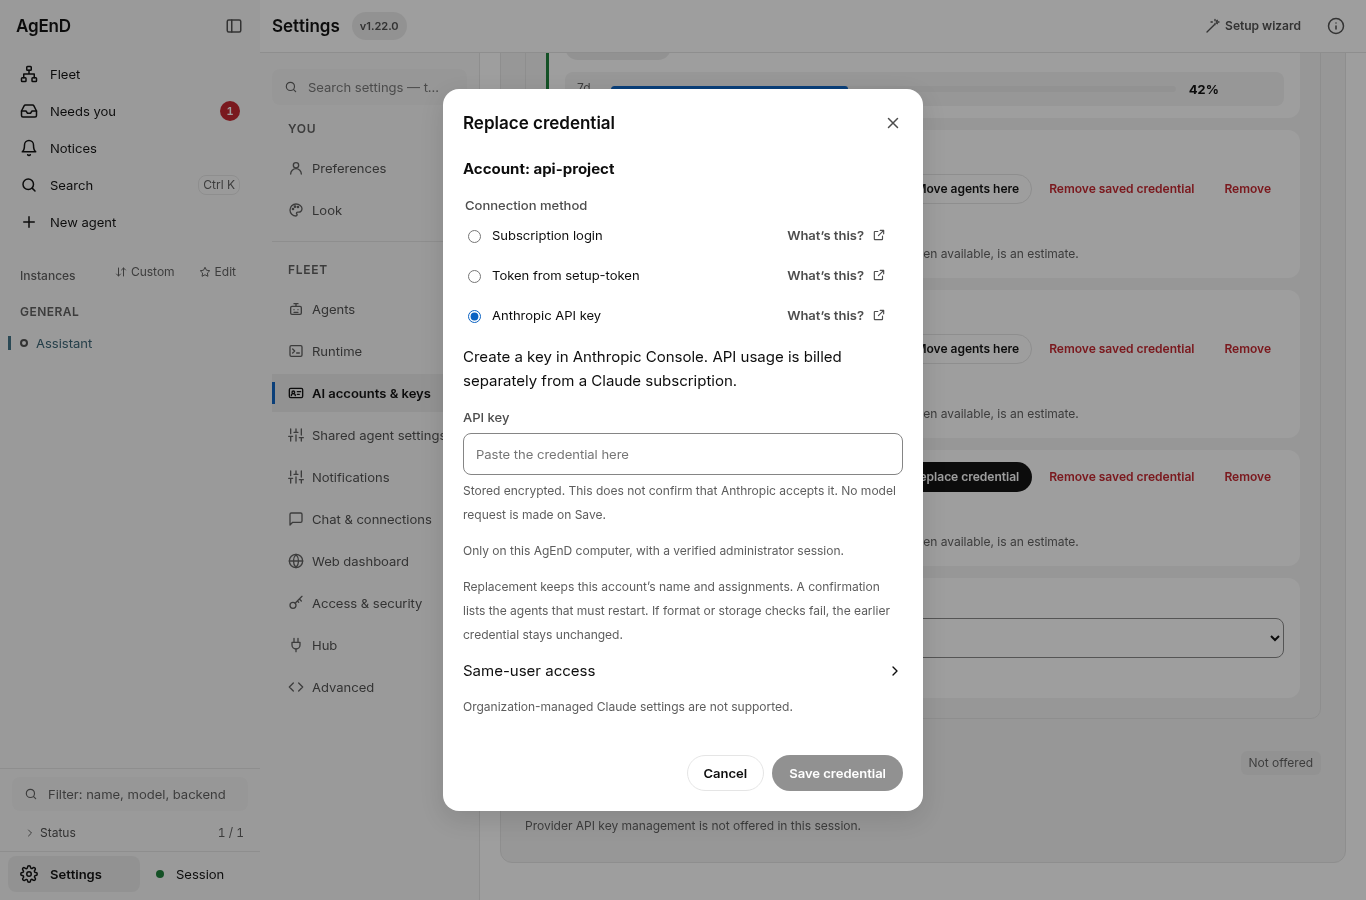 AgEnD
Fleet
Needs you
1
Notices
Search
Ctrl K
New agent
Instances
Custom
Edit
GENERAL
Assistant
Filter: name, model, backend
Status
1 / 1
Settings
Session
Settings
v1.22.0
Setup wizard
Search settings — t...
YOU
Preferences
Look
FLEET
Agents
Runtime
AI accounts & keys
Shared agent settings
Notifications
Chat & connections
Web dashboard
Access & security
Hub
Advanced
7d
42%
Move agents here
Remove saved credential
Remove
en available, is an estimate.
Move agents here
Remove saved credential
Remove
en available, is an estimate.
eplace credential
Remove saved credential
Remove
en available, is an estimate.
Not offered
Provider API key management is not offered in this session.
Replace credential
Account: api-project
Connection method
Subscription login
What’s this?
Token from setup-token
What’s this?
Anthropic API key
What’s this?
Create a key in Anthropic Console. API usage is billed
separately from a Claude subscription.
API key
Paste the credential here
Stored encrypted. This does not confirm that Anthropic accepts it. No model
request is made on Save.
Only on this AgEnD computer, with a verified administrator session.
Replacement keeps this account’s name and assignments. A confirmation
lists the agents that must restart. If format or storage checks fail, the earlier
credential stays unchanged.
Same-user access
Organization-managed Claude settings are not supported.
Cancel
Save credential